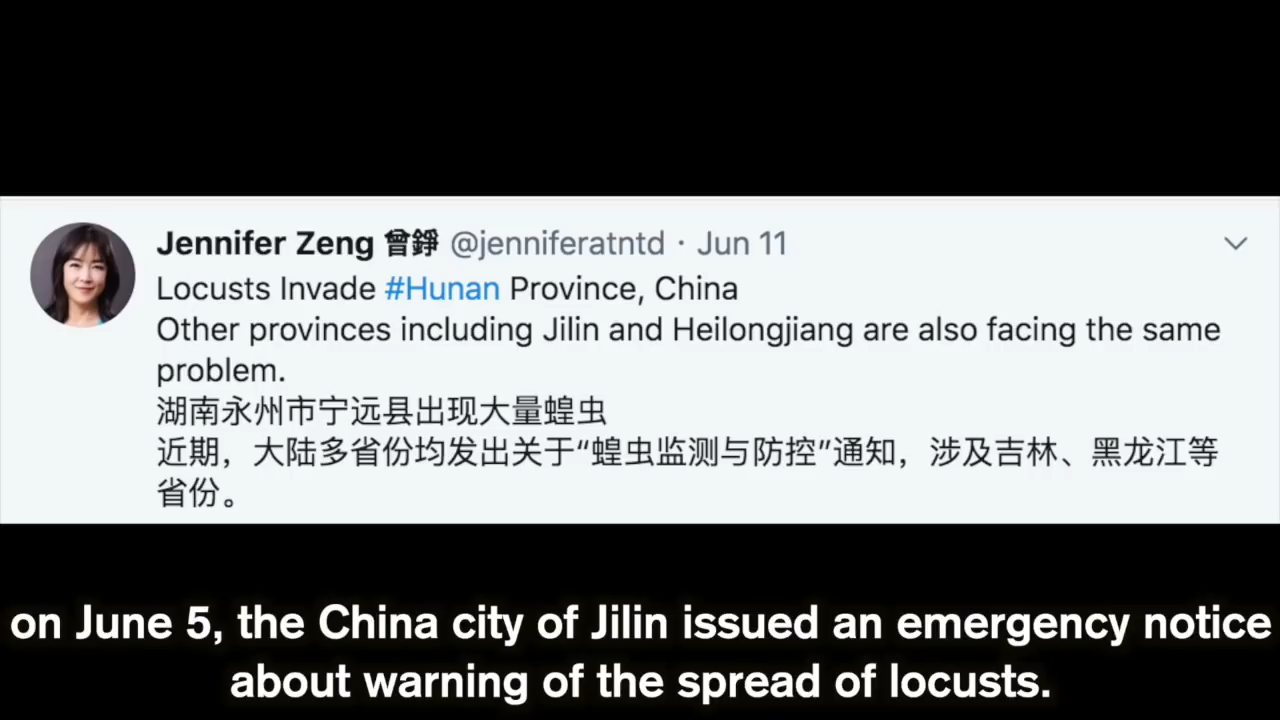 Jennifer Zeng 曾錚 @jenniferatntd · Jun 11
Locusts Invade #Hunan Province, China
Other provinces including Jilin and Heilongjiang are also facing the same
problem.
湖南永州市宁远县出现大量蝗虫
近期，大陆多省份均发出关于“蝗虫监测与防控”通知，涉及吉林、黑龙江等
省份。
on June 5, the China city of Jilin issued an emergency notice
about warning of the spread of locusts.